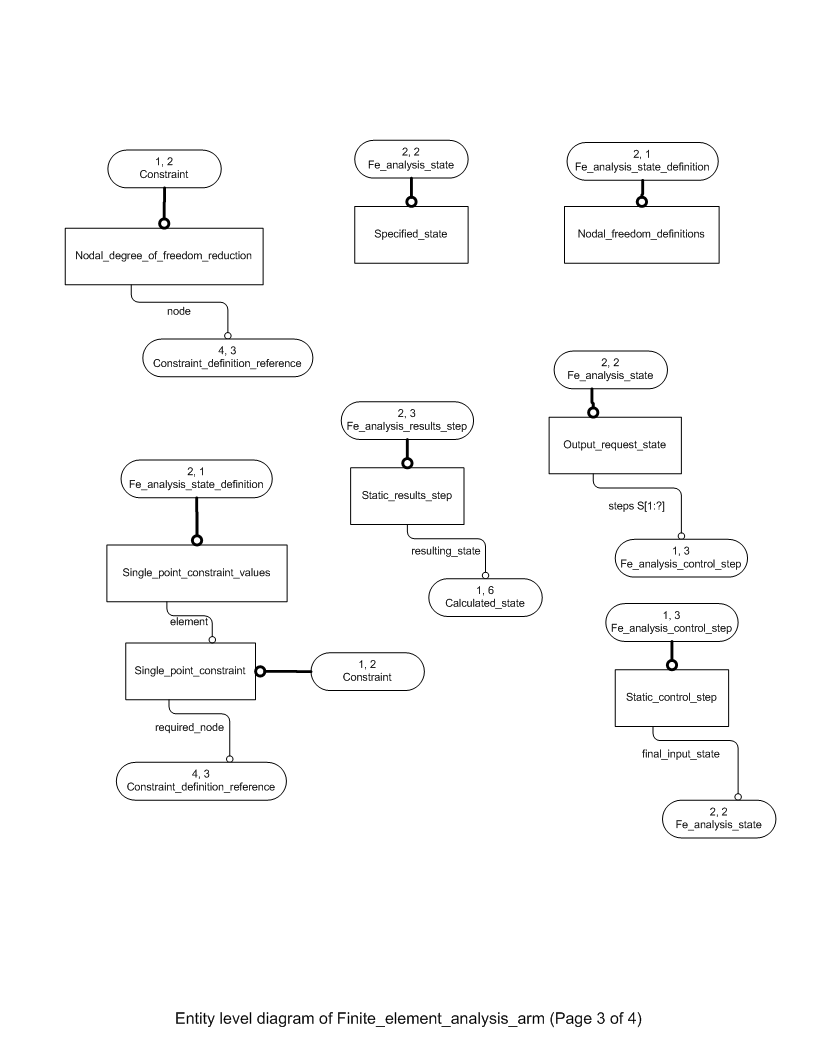 1, 2
Constraint
Nodal_degree_of_freedom_reduction
node
4, 3
Constraint_definition_reference
2, 2
Fe_analysis_state
Specified_state
2, 1
Fe_analysis_state_definition
Nodal_freedom_definitions
2, 2
Fe_analysis_state
Output_request_state
steps S[1:?]
1, 3
Fe_analysis_control_step
2, 3
Fe_analysis_results_step
Static_results_step
resulting_state
1, 6
Calculated_state
2, 1
Fe_analysis_state_definition
Single_point_constraint_values
element
Single_point_constraint
1, 2
Constraint
required_node
4, 3
Constraint_definition_reference
1, 3
Fe_analysis_control_step
Static_control_step
final_input_state
2, 2
Fe_analysis_state
Entity level diagram of Finite_element_analysis_arm (Page 3 of 4)